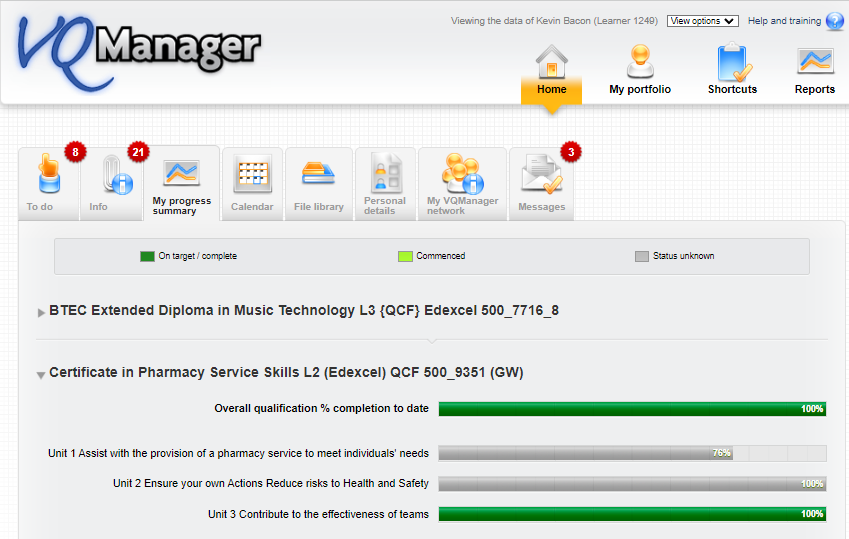 VQManager
Viewing the data of Kevin Bacon (Learner 1249)
View options
Help and training
Home
My portfolio
Shortcuts
Reports
8
21
3
To do
Info
My progress
summary
Calendar
File library
Personal
details
My VQManager
network
Messages
On target / complete
Commenced
Status unknown
BTEC Extended Diploma in Music Technology L3 {QCF} Edexcel 500_7716_8
Certificate in Pharmacy Service Skills L2 (Edexcel) QCF 500_9351 (GW)
Overall qualification % completion to date 100%
Unit 1 Assist with the provision of a pharmacy service to meet individuals' needs 76%
Unit 2 Ensure your own Actions Reduce risks to Health and Safety 100%
Unit 3 Contribute to the effectiveness of teams 100%